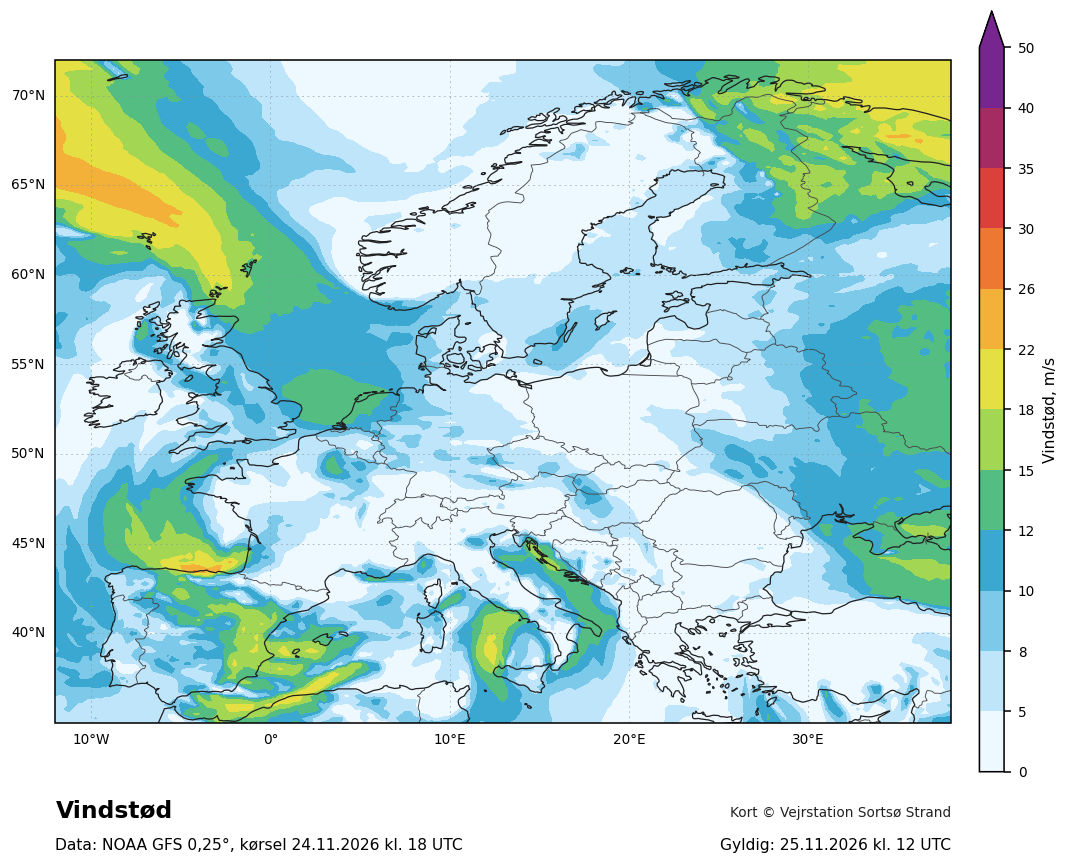 70°N
65°N
60°N
55°N
50°N
45°N
40°N
10°W
0°
10°E
20°E
30°E
50
40
35
30
26
22
18
15
12
10
8
5
0
Vindstød, m/s
Vindstød
Kort © Vejrstation Sortsø Strand
Data: NOAA GFS 0,25°, kørsel 24.11.2026 kl. 18 UTC
Gyldig: 25.11.2026 kl. 12 UTC